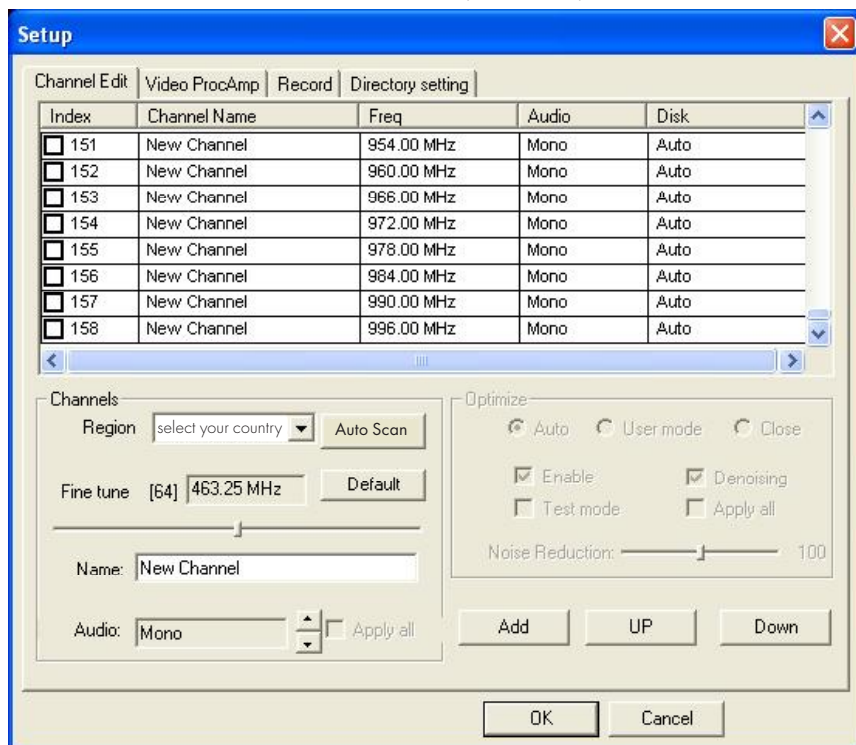 Setup
Channel Edit Video ProcAmp Record Directory setting
Index Channel Name Freq Audio Disk
151 New Channel 954.00 MHz Mono Auto
152 New Channel 960.00 MHz Mono Auto
153 New Channel 966.00 MHz Mono Auto
154 New Channel 972.00 MHz Mono Auto
155 New Channel 978.00 MHz Mono Auto
156 New Channel 984.00 MHz Mono Auto
157 New Channel 990.00 MHz Mono Auto
158 New Channel 996.00 MHz Mono Auto
Channels
Region select your country Auto Scan
Fine tune [64] 463.25 MHz Default
Name: New Channel
Audio: Mono Apply all
Optimize
Auto User mode Close
Enable Denoising
Test mode Apply all
Noise Reduction: 100
Add UP Down
OK Cancel